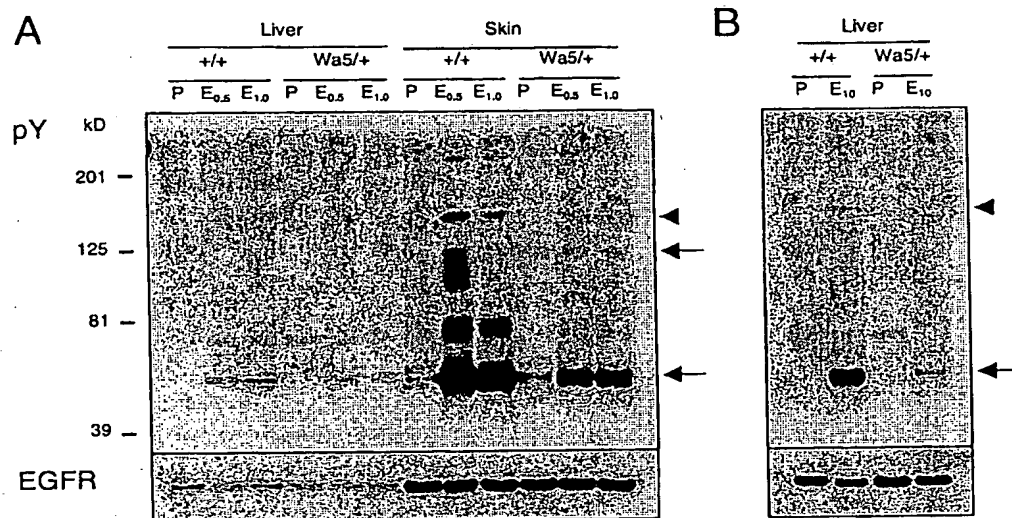 A
Liver Skin
+/+ Wa5/+ +/+ Wa5/+
P E0.5 E1.0 P E0.5 E1.0 P E0.5 E1.0 P E0.5 E1.0
pY kD
201
125
81
39
EGFR
B
Liver
+/+ Wa5/+
P E10 P E10